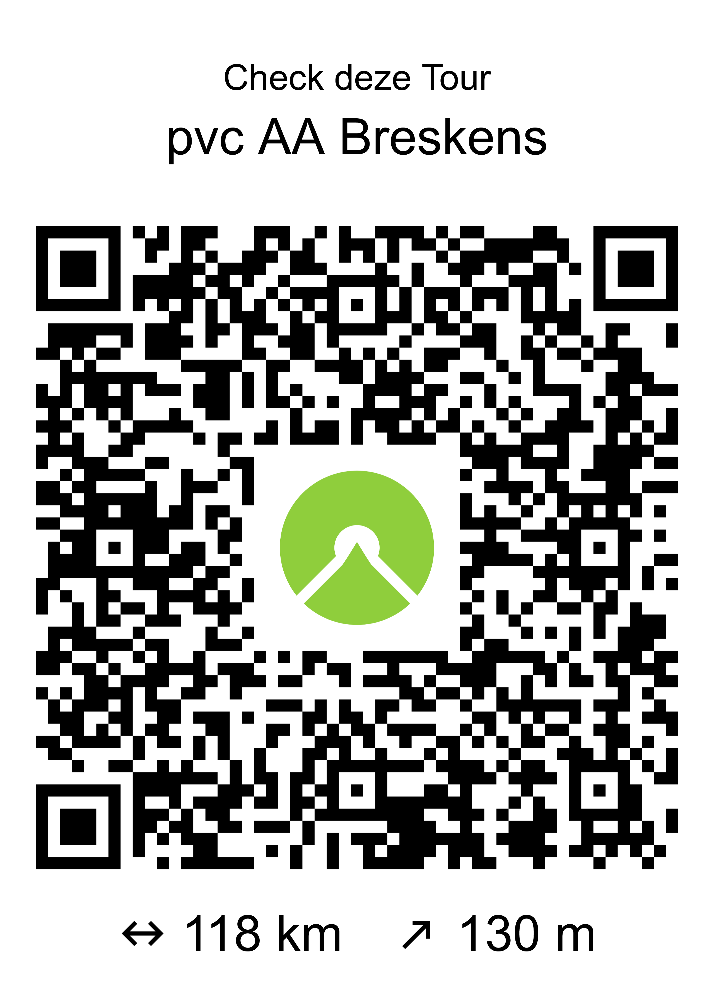 Check deze Tour
pvc AA Breskens
↔ 118 km ↗ 130 m